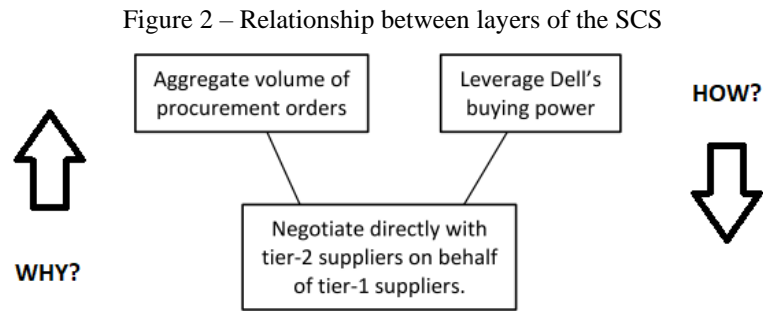 Figure 2 – Relationship between layers of the SCS
Aggregate volume of
procurement orders
Leverage Dell's
buying power
HOW?
Negotiate directly with
tier-2 suppliers on behalf
of tier-1 suppliers.
WHY?